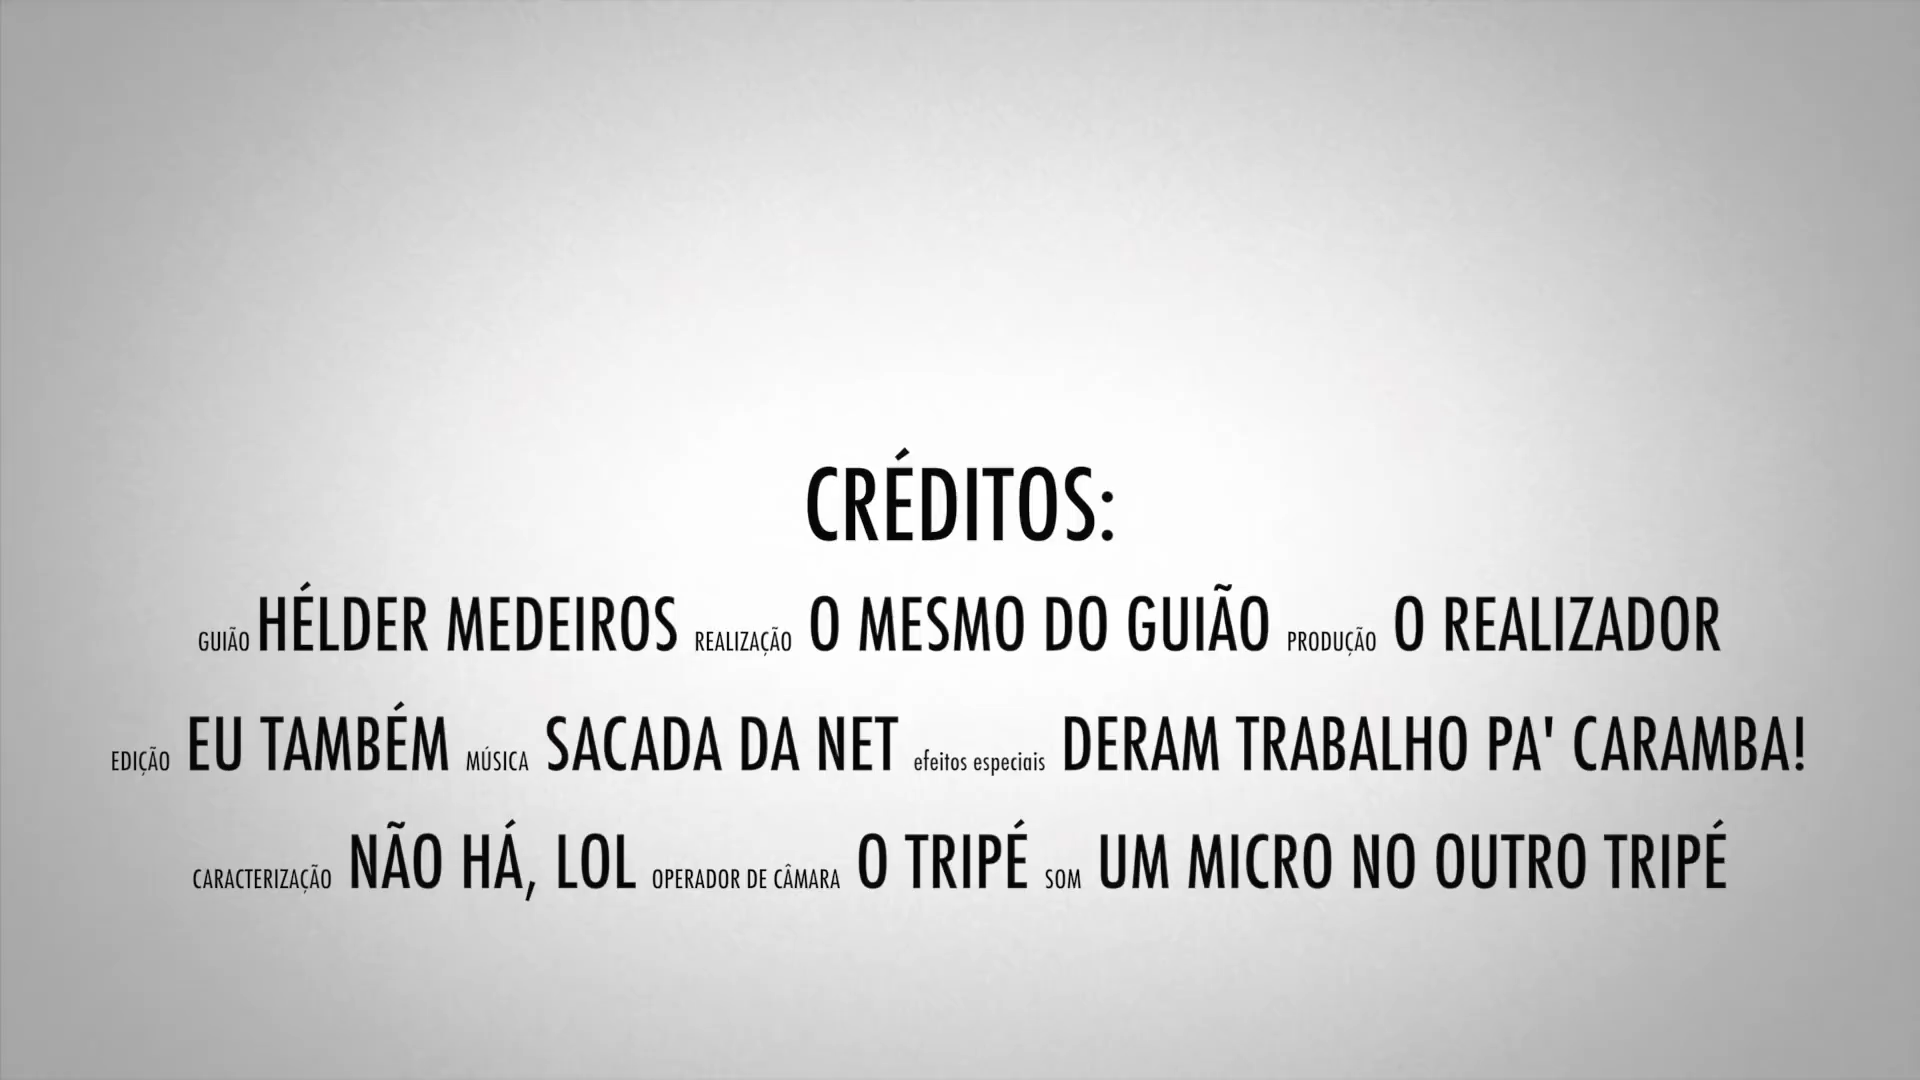 CRÉDITOS:
GUIÃO HÉLDER MEDEIROS REALIZAÇÃO O MESMO DO GUIÃO PRODUÇÃO O REALIZADOR
EDIÇÃO EU TAMBÉM MÚSICA SACADA DA NET efeitos especiais DERAM TRABALHO PA' CARAMBA!
CARACTERIZAÇÃO NÃO HÁ, LOL OPERADOR DE CÂMARA O TRIPÉ SOM UM MICRO NO OUTRO TRIPÉ